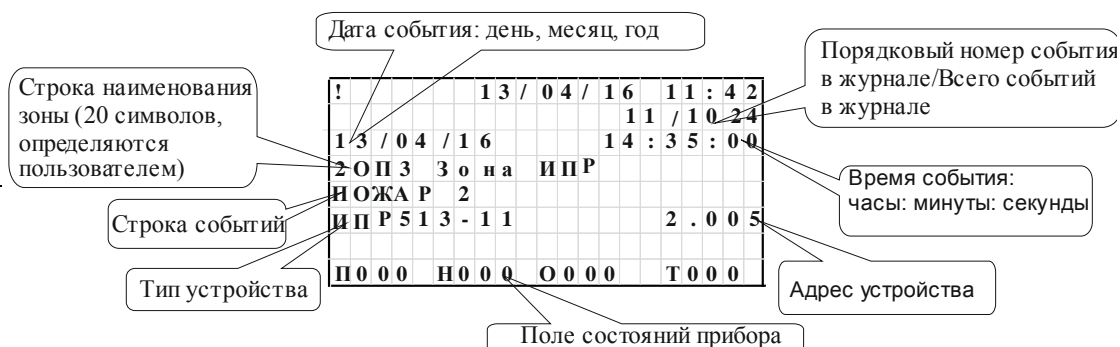 Дата события: день, месяц, год
Порядковый номер события
в журнале/Всего событий
в журнале
Строка наименования
зоны (20 символов,
определяются
пользователем)
! 13/04/16 11:42
11/1024
13/04/16 14:35:00
2ОПЗ Зона ИПР
ПОЖАР 2
ИПР513-11 2.005
П000 Н000 О000 Т000
Время события:
часы: минуты: секунды
Строка событий
Тип устройства
Адрес устройства
Поле состояний прибора